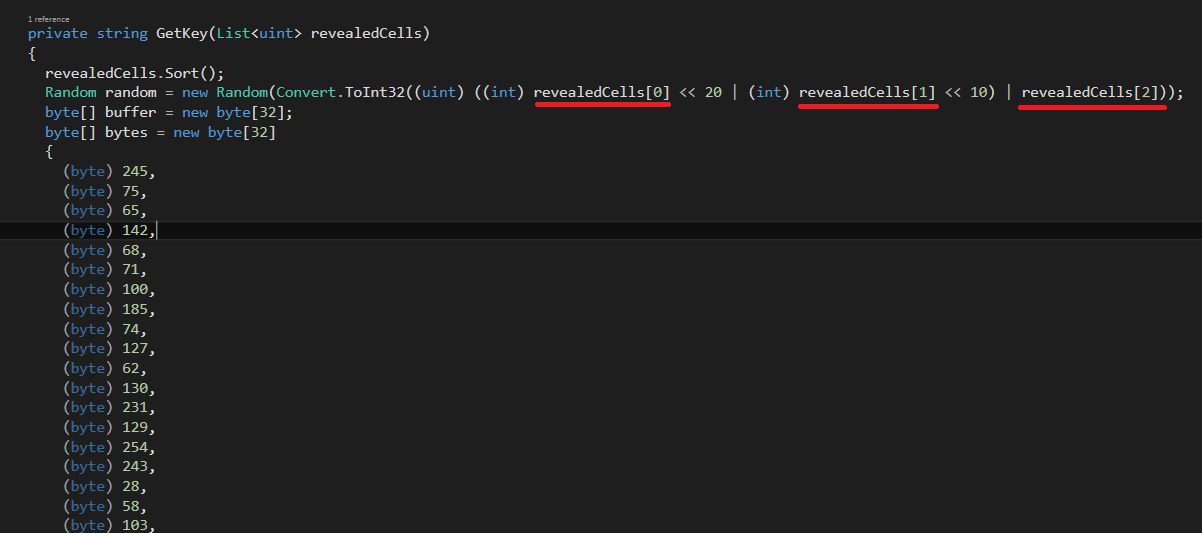 1 reference
private string GetKey(List<uint> revealedCells)
{
revealedCells.Sort();
Random random = new Random(Convert.ToInt32((uint) ((int) revealedCells[0] << 20 | (int) revealedCells[1] << 10) | revealedCells[2]));
byte[] buffer = new byte[32];
byte[] bytes = new byte[32]
{
(byte) 245,
(byte) 75,
(byte) 65,
(byte) 142,
(byte) 68,
(byte) 71,
(byte) 100,
(byte) 185,
(byte) 74,
(byte) 127,
(byte) 62,
(byte) 130,
(byte) 231,
(byte) 129,
(byte) 254,
(byte) 243,
(byte) 28,
(byte) 58,
(byte) 103,